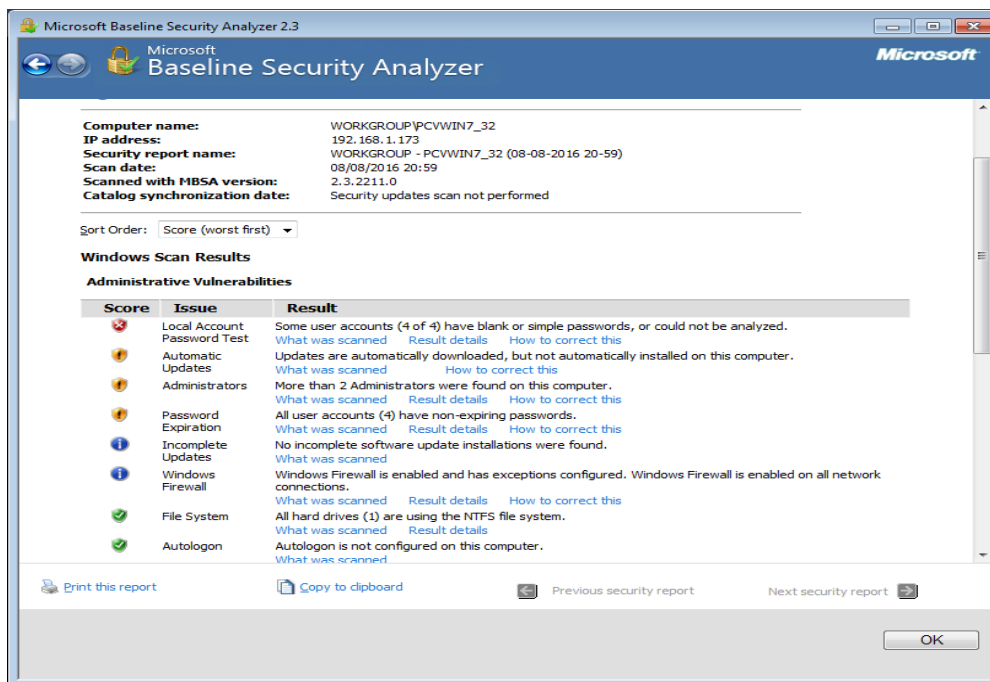 Microsoft Baseline Security Analyzer 2.3
Microsoft
Baseline Security Analyzer
Microsoft
Computer name: WORKGROUP\PCVWIN7_32
IP address: 192.168.1.173
Security report name: WORKGROUP - PCVWIN7_32 (08-08-2016 20-59)
Scan date: 08/08/2016 20:59
Scanned with MBSA version: 2.3.2211.0
Catalog synchronization date: Security updates scan not performed
Sort Order: Score (worst first)
Windows Scan Results
Administrative Vulnerabilities
Score Issue Result
Local Account Password Test
Some user accounts (4 of 4) have blank or simple passwords, or could not be analyzed.
What was scanned Result details How to correct this
Automatic Updates
Updates are automatically downloaded, but not automatically installed on this computer.
What was scanned How to correct this
Administrators
More than 2 Administrators were found on this computer.
What was scanned Result details How to correct this
Password Expiration
All user accounts (4) have non-expiring passwords.
What was scanned Result details How to correct this
Incomplete Updates
No incomplete software update installations were found.
What was scanned
Windows Firewall
Windows Firewall is enabled and has exceptions configured. Windows Firewall is enabled on all network
connections.
What was scanned Result details How to correct this
File System
All hard drives (1) are using the NTFS file system.
What was scanned Result details
Autologon
Autologon is not configured on this computer.
What was scanned
Print this report Copy to clipboard Previous security report Next security report
OK